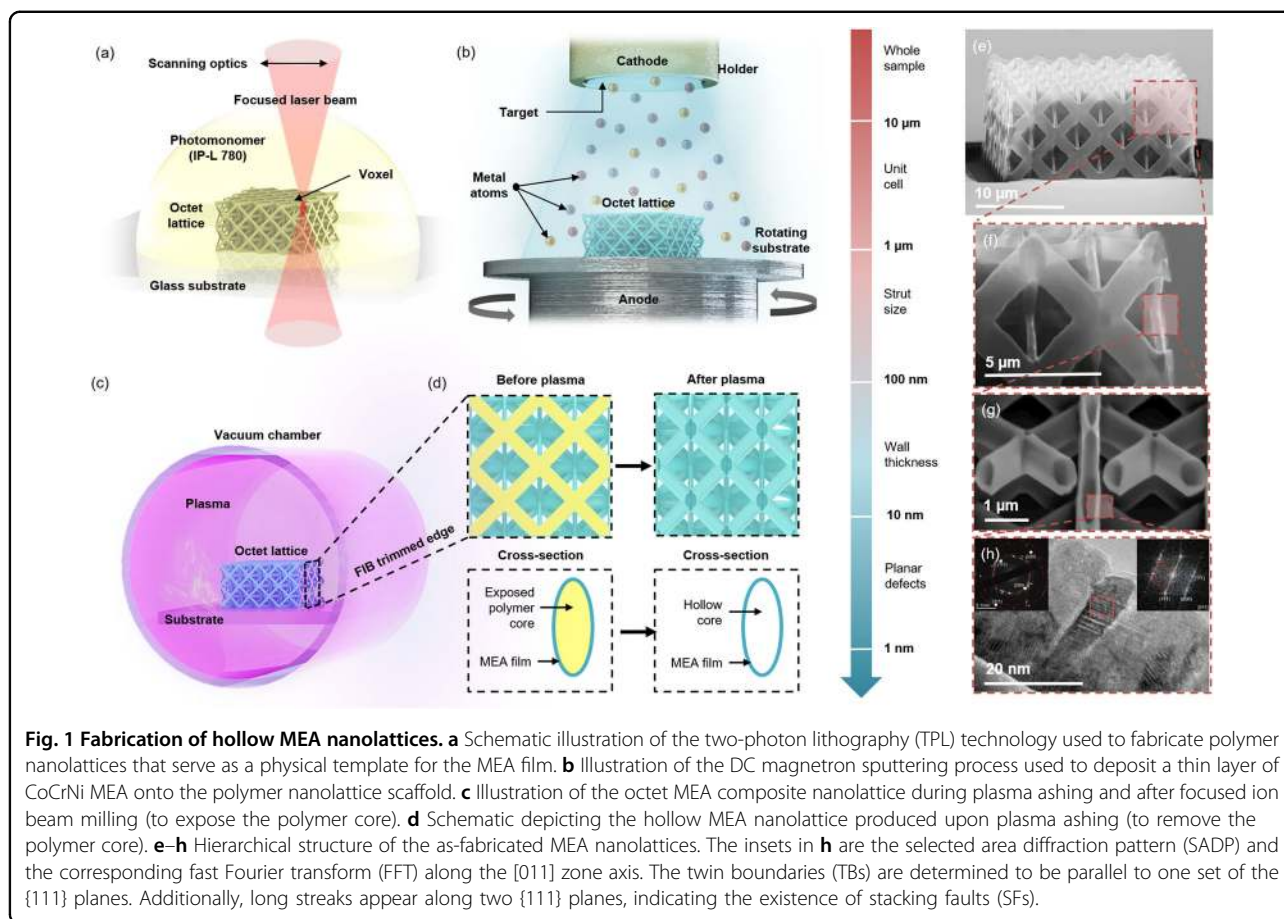 (a)
Scanning optics
Focused laser beam
Photomonomer
(IP-L 780)
Voxel
Octet
lattice
Glass substrate
(b)
Cathode
Holder
Target
Metal
atoms
Octet lattice
Rotating
substrate
Anode
(c)
Vacuum chamber
Plasma
Octet lattice
Substrate
FIB trimmed edge
(d)
Before plasma
After plasma
Cross-section
Cross-section
Exposed
polymer
core
MEA film
Hollow
core
MEA film
Whole
sample
10 µm
Unit
cell
1 µm
Strut
size
100 nm
Wall
thickness
10 nm
Planar
defects
1 nm
(e)
10 µm
(f)
5 µm
(g)
1 µm
(h)
20 nm
Fig. 1 Fabrication of hollow MEA nanolattices. a Schematic illustration of the two-photon lithography (TPL) technology used to fabricate polymer
nanolattices that serve as a physical template for the MEA film. b Illustration of the DC magnetron sputtering process used to deposit a thin layer of
CoCrNi MEA onto the polymer nanolattice scaffold. c Illustration of the octet MEA composite nanolattice during plasma ashing and after focused ion
beam milling (to expose the polymer core). d Schematic depicting the hollow MEA nanolattice produced upon plasma ashing (to remove the
polymer core). e–h Hierarchical structure of the as-fabricated MEA nanolattices. The insets in h are the selected area diffraction pattern (SADP) and
the corresponding fast Fourier transform (FFT) along the [011] zone axis. The twin boundaries (TBs) are determined to be parallel to one set of the
{111} planes. Additionally, long streaks appear along two {111} planes, indicating the existence of stacking faults (SFs).